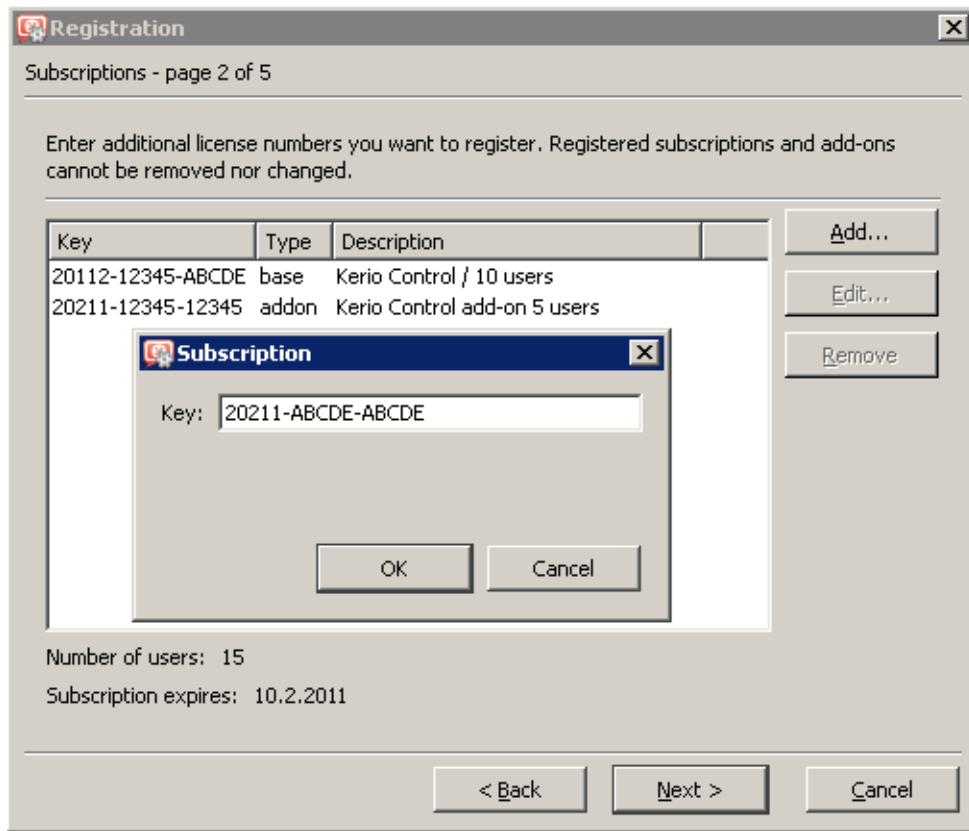 Registration
Subscriptions - page 2 of 5
Enter additional license numbers you want to register. Registered subscriptions and add-ons
cannot be removed nor changed.
Key Type Description
Add...
20112-12345-ABCDE base Kerio Control / 10 users
20211-12345-12345 addon Kerio Control add-on 5 users
Edit...
Remove
Subscription
Key: 20211-ABCDE-ABCDE
OK Cancel
Number of users: 15
Subscription expires: 10.2.2011
< Back Next > Cancel